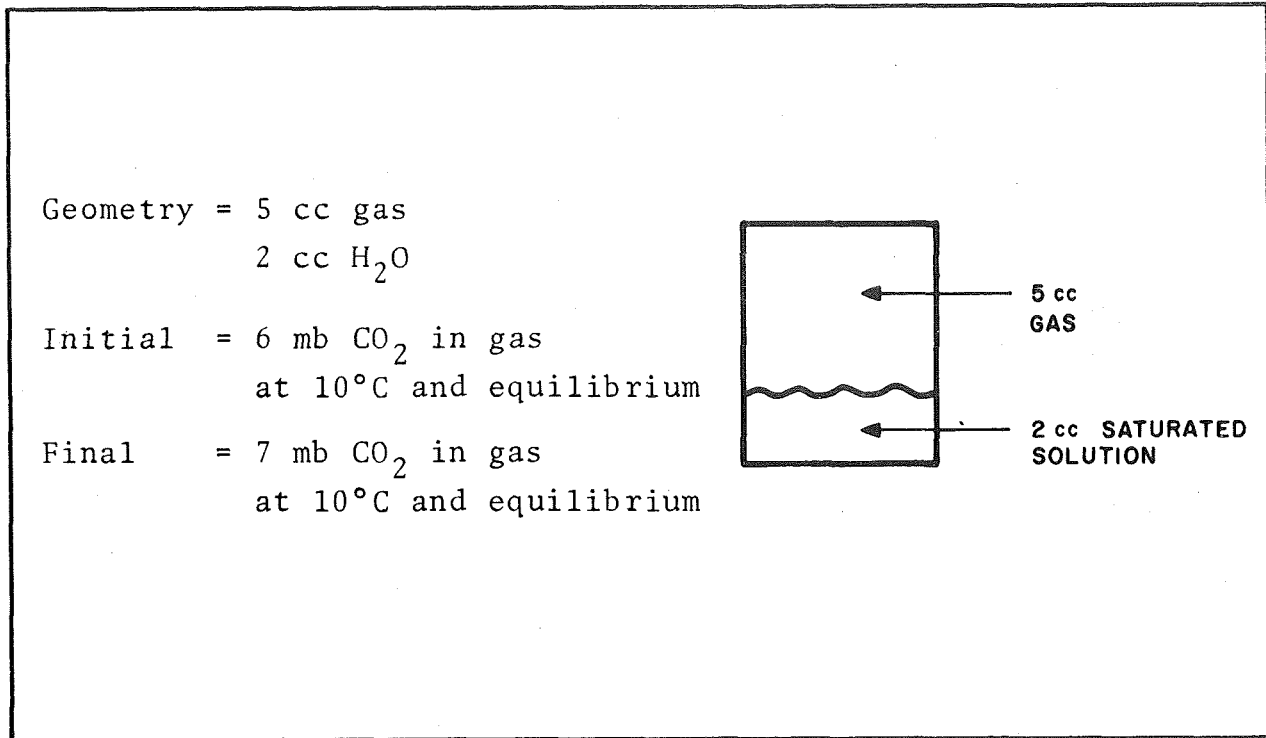 Geometry = 5 cc gas
2 cc H₂O
Initial = 6 mb CO₂ in gas
at 10°C and equilibrium
Final = 7 mb CO₂ in gas
at 10°C and equilibrium
5 cc
GAS
2 cc SATURATED
SOLUTION